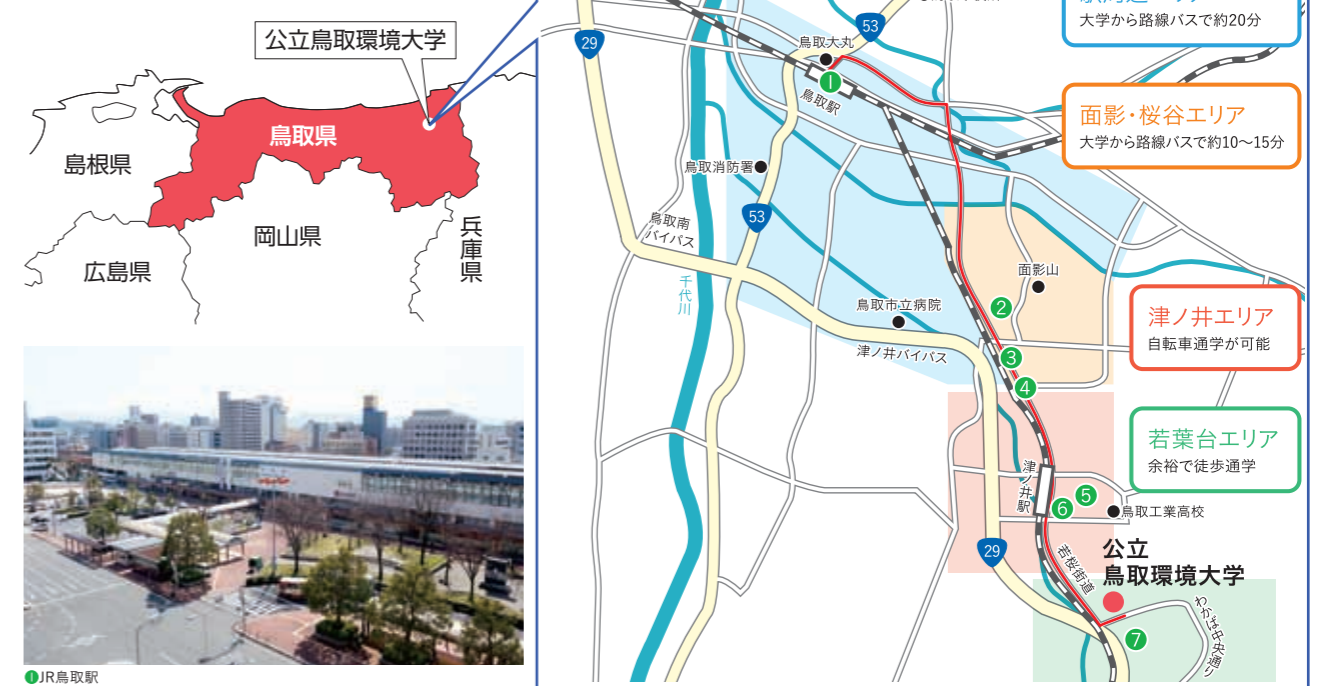 公立鳥取環境大学
鳥取県
島根県
岡山県
広島県
兵庫県
1JR鳥取駅
29
53
鳥取大丸
1
鳥取駅
鳥取消防署
53
鳥取南
バイパス
千代川
鳥取市立病院
津ノ井バイパス
面影山
2
3
4
津ノ井駅
5
6
鳥取工業高校
29
若桜街道
公立
鳥取環境大学
わかば中央通り
7
大学から路線バスで約20分
面影・桜谷エリア
大学から路線バスで約10〜15分
津ノ井エリア
自転車通学が可能
若葉台エリア
余裕で徒歩通学